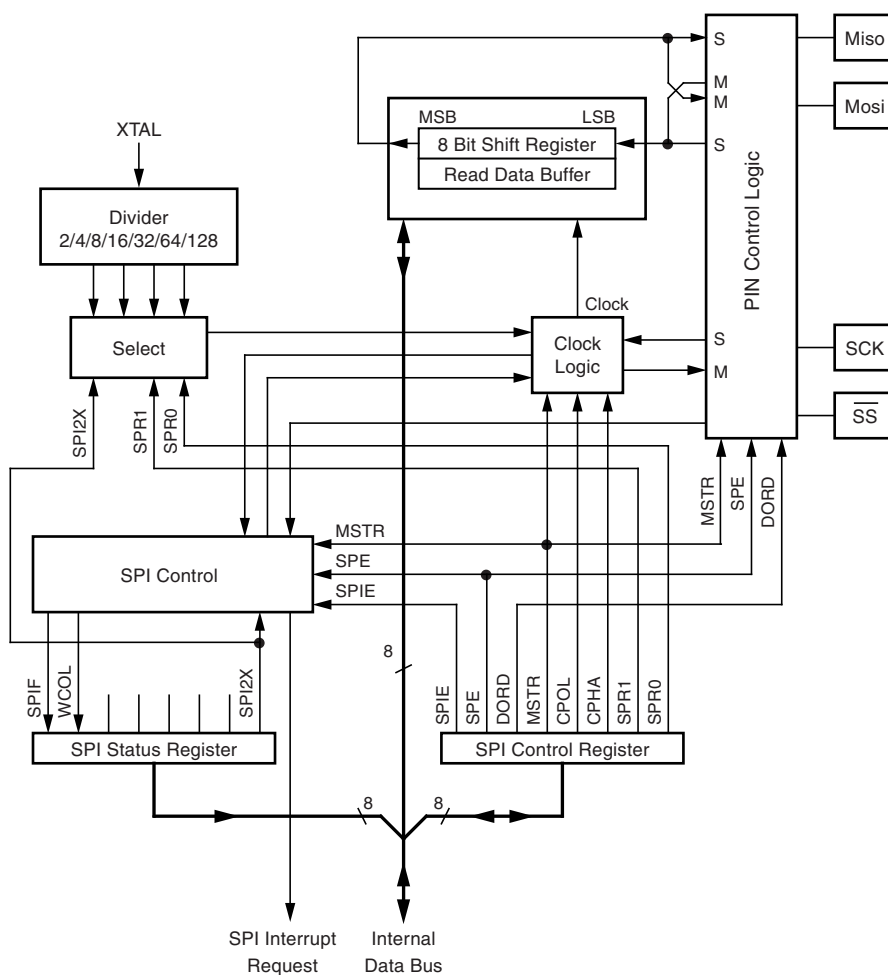 S
Miso
M
M
Mosi
MSB
LSB
8 Bit Shift Register
S
Read Data Buffer
XTAL
Divider
2/4/8/16/32/64/128
PIN Control Logic
Clock
Select
Clock
Logic
S
M
SCK
SS
SPI2X
SPR1
SPR0
MSTR
SPE
DORD
MSTR
SPE
SPIE
SPI Control
8
SPIF
WCOL
SPI2X
SPIE
SPE
DORD
MSTR
CPOL
CPHA
SPR1
SPR0
SPI Status Register
SPI Control Register
8
8
SPI Interrupt
Request
Internal
Data Bus